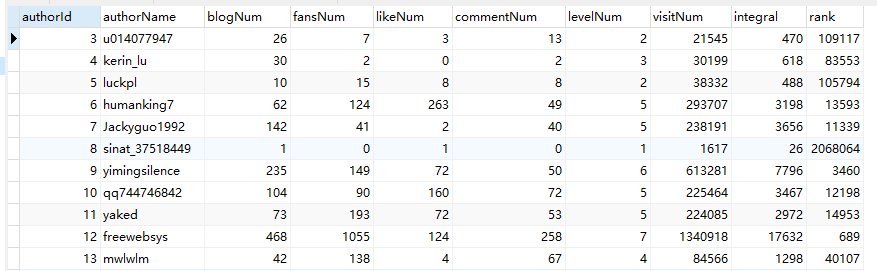 authorId authorName blogNum fansNum likeNum commentNum levelNum visitNum integral rank
3 u014077947 26 7 3 13 2 21545 470 109117
4 kerin_lu 30 2 0 2 3 30199 618 83553
5 luckpl 10 15 8 8 2 38332 488 105794
6 humanking7 62 124 263 49 5 293707 3198 13593
7 Jackyguo1992 142 41 2 40 5 238191 3656 11339
8 sinat_37518449 1 0 1 0 1 1617 26 2068064
9 yimingsilence 235 149 72 50 6 613281 7796 3460
10 qq744746842 104 90 160 72 5 225464 3467 12198
11 yaked 73 193 72 53 5 224085 2972 14953
12 freewebsys 468 1055 124 258 7 1340918 17632 689
13 mwlwlm 42 138 4 67 4 84566 1298 40107